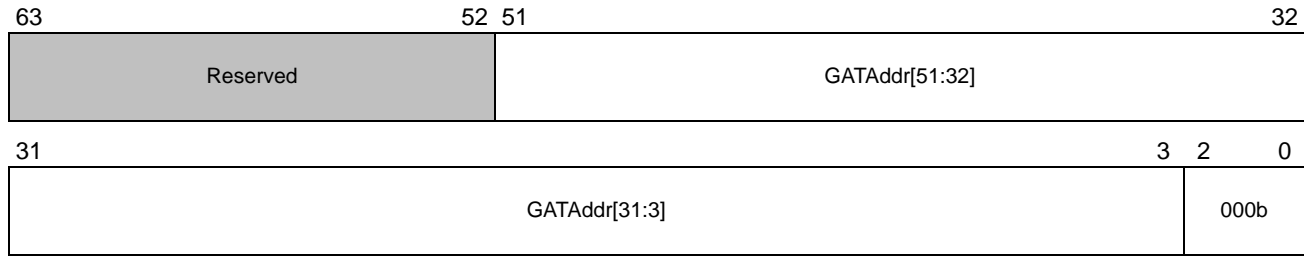 63 52 51 32
Reserved GATAddr[51:32]
31 3 2 0
GATAddr[31:3] 000b